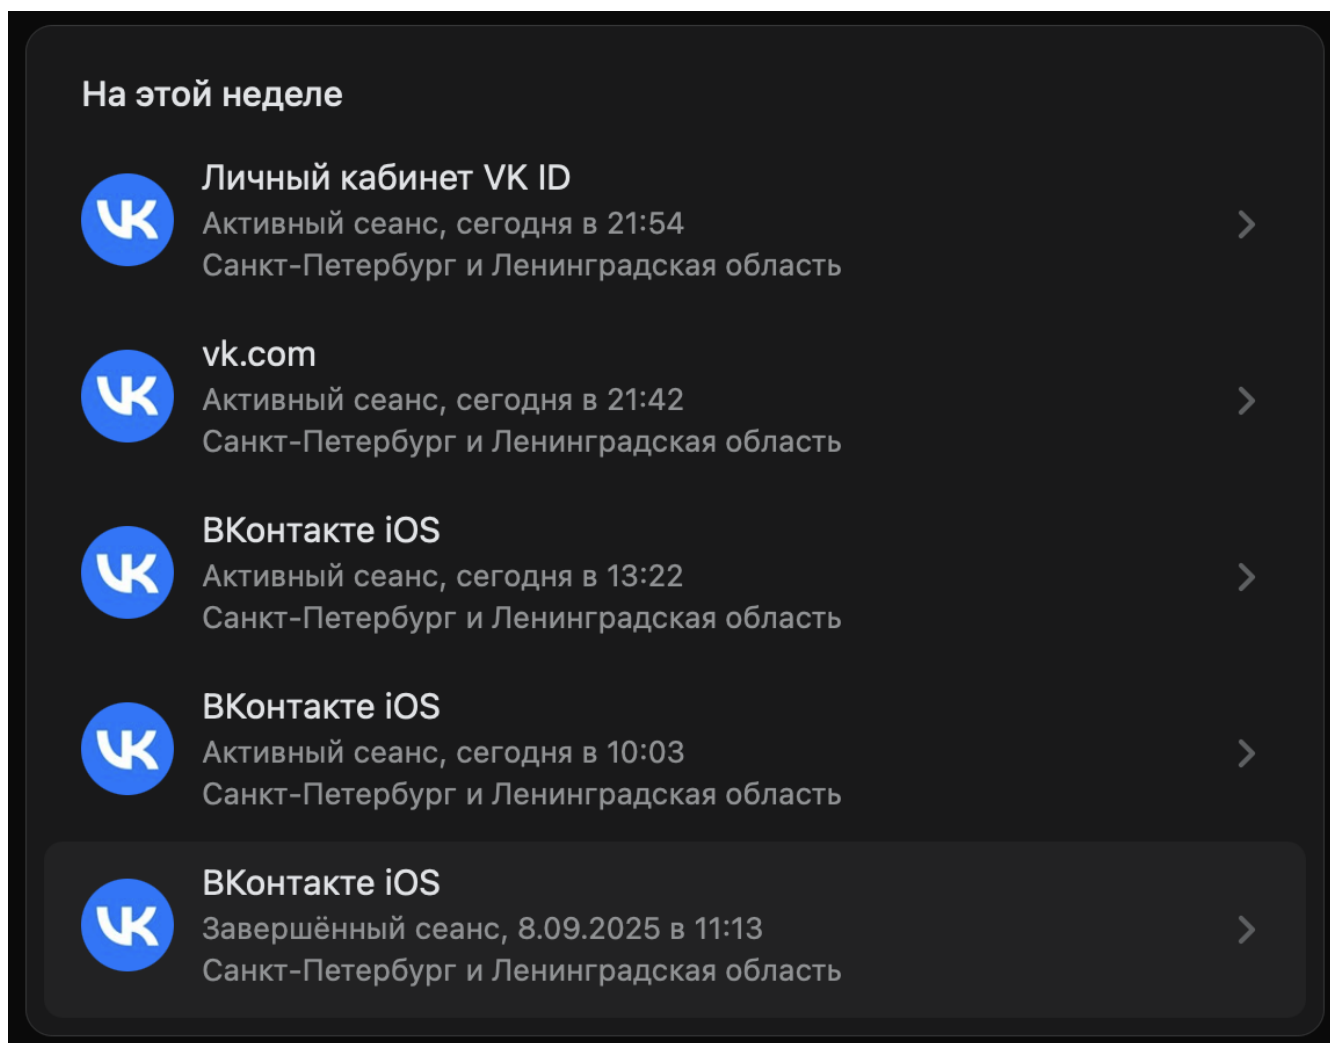 На этой неделе
Личный кабинет VK ID
Активный сеанс, сегодня в 21:54
Санкт-Петербург и Ленинградская область
vk.com
Активный сеанс, сегодня в 21:42
Санкт-Петербург и Ленинградская область
ВКонтакте iOS
Активный сеанс, сегодня в 13:22
Санкт-Петербург и Ленинградская область
ВКонтакте iOS
Активный сеанс, сегодня в 10:03
Санкт-Петербург и Ленинградская область
ВКонтакте iOS
Завершённый сеанс, 8.09.2025 в 11:13
Санкт-Петербург и Ленинградская область